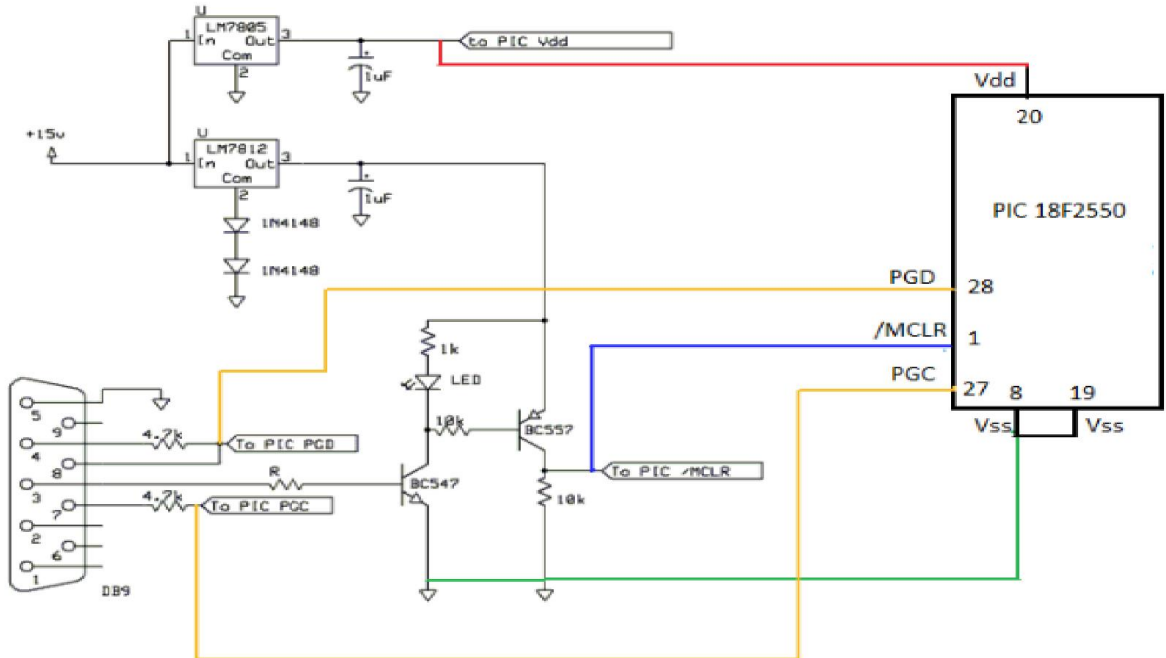 U
LM7805
1 In Out 3
Com
2
to PIC Vdd
1uF
+15v
U
LM7812
1 In Out 3
Com
2
1uF
1N4148
1N4148
Vdd
20
PIC 18F2550
PGD 28
/MCLR 1
PGC 27
8 19
Vss Vss
1k
LED
10k
BC557
To PIC /MCLR
10k
5
9
4
4.7k
To PIC PGD
8
R
BC547
3
4.7k
To PIC PGC
7
2
6
1
DB9